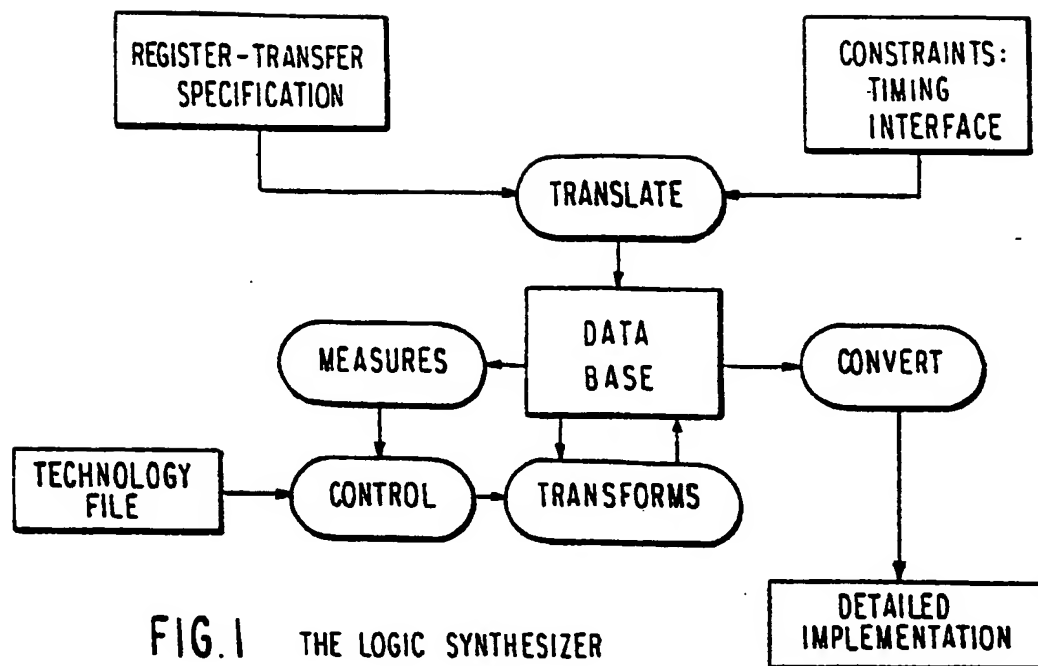 REGISTER-TRANSFER
SPECIFICATION
CONSTRAINTS:
TIMING
INTERFACE
TRANSLATE
DATA
BASE
MEASURES
CONVERT
TECHNOLOGY
FILE
CONTROL
TRANSFORMS
DETAILED
IMPLEMENTATION
FIG.1 THE LOGIC SYNTHESIZER